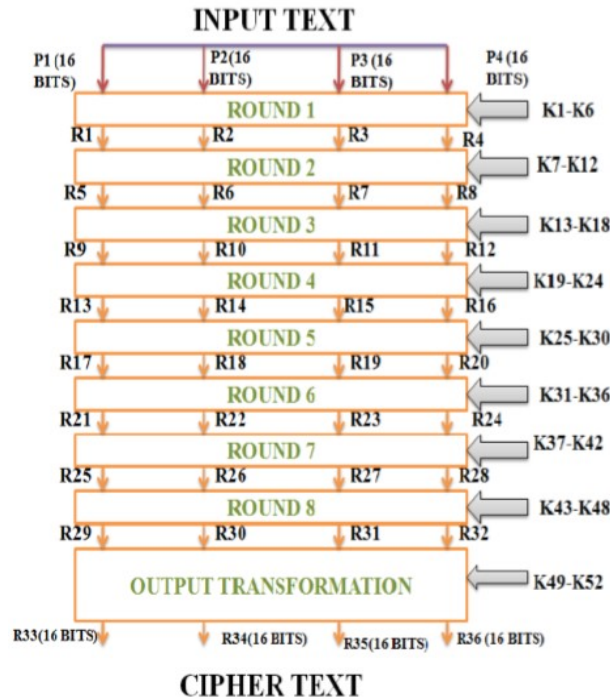 INPUT TEXT
P1 (16 BITS)
P2(16 BITS)
P3 (16 BITS)
P4 (16 BITS)
ROUND 1
K1-K6
R1 R2 R3 R4
ROUND 2
K7-K12
R5 R6 R7 R8
ROUND 3
K13-K18
R9 R10 R11 R12
ROUND 4
K19-K24
R13 R14 R15 R16
ROUND 5
K25-K30
R17 R18 R19 R20
ROUND 6
K31-K36
R21 R22 R23 R24
ROUND 7
K37-K42
R25 R26 R27 R28
ROUND 8
K43-K48
R29 R30 R31 R32
OUTPUT TRANSFORMATION
K49-K52
R33(16 BITS) R34(16 BITS) R35(16 BITS) R36 (16 BITS)
CIPHER TEXT